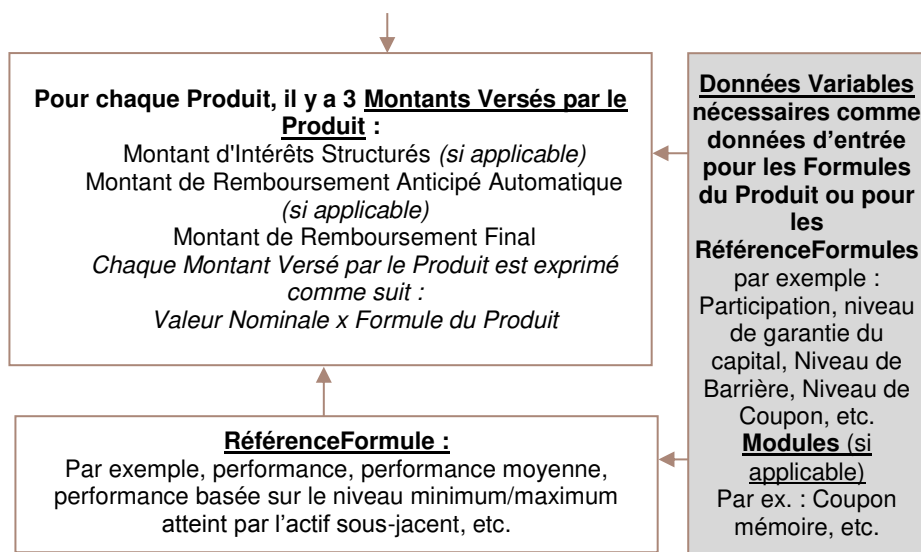 Pour chaque Produit, il y a 3 Montants Versés par le
Produit :
Montant d'Intérêts Structurés (si applicable)
Montant de Remboursement Anticipé Automatique
(si applicable)
Montant de Remboursement Final
Chaque Montant Versé par le Produit est exprimé
comme suit :
Valeur Nominale x Formule du Produit
RéférenceFormule :
Par exemple, performance, performance moyenne,
performance basée sur le niveau minimum/maximum
atteint par l'actif sous-jacent, etc.
Données Variables
nécessaires comme
données d'entrée
pour les Formules
du Produit ou pour
les
RéférenceFormules
par exemple :
Participation, niveau
de garantie du
capital, Niveau de
Barrière, Niveau de
Coupon, etc.
Modules (si
applicable)
Par ex. : Coupon
mémoire, etc.